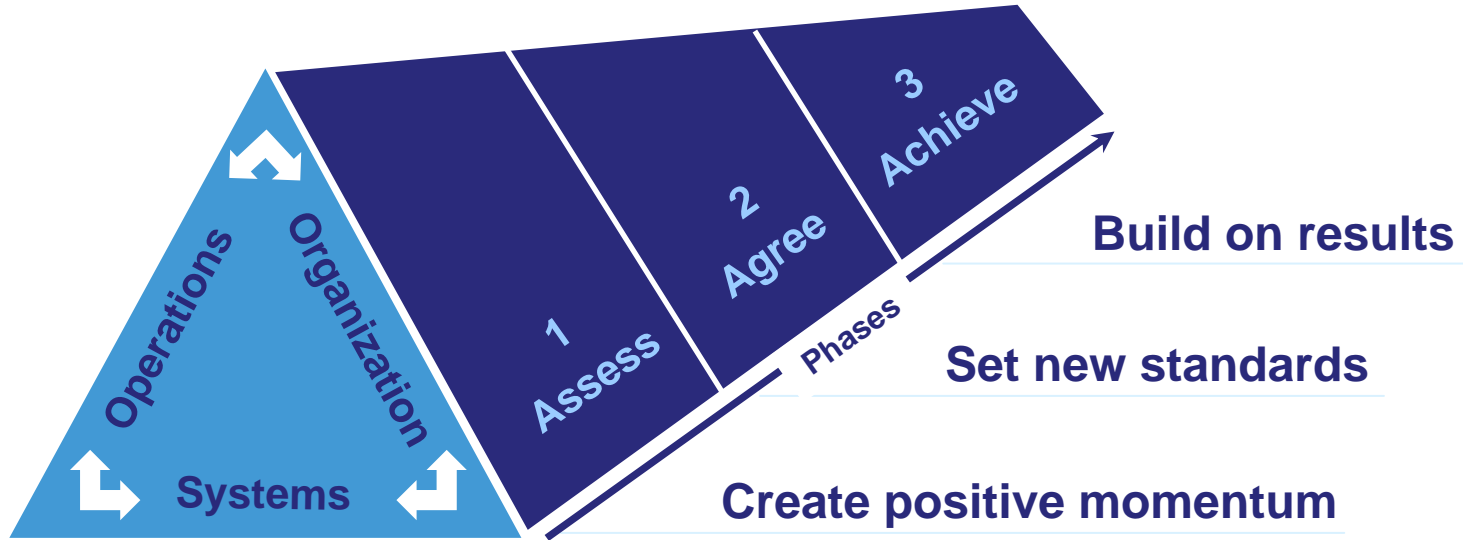 Operations
Organization
Systems
1
Assess
2
Agree
3
Achieve
Phases
Build on results
Set new standards
Create positive momentum